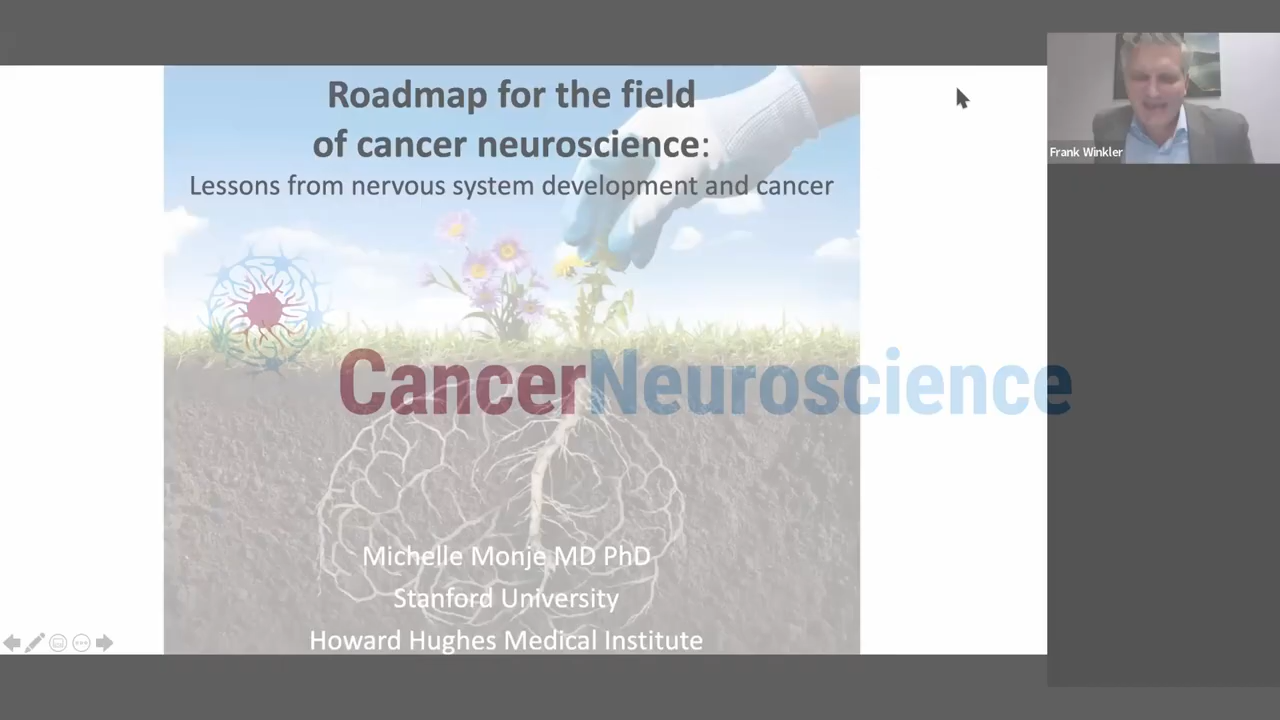 Roadmap for the field
of cancer neuroscience:
Lessons from nervous system development and cancer
Frank Winkler
CancerNeuroscience
Michelle Monje MD PhD
Stanford University
Howard Hughes Medical Institute